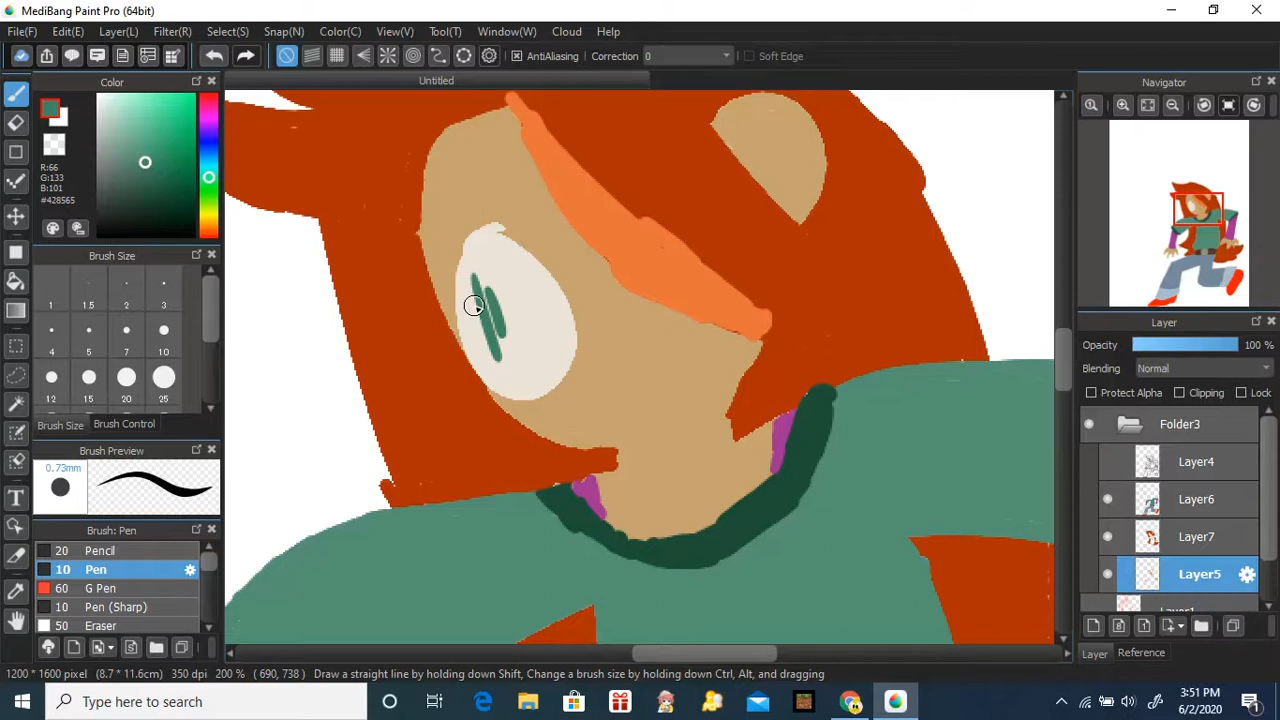 MediBang Paint Pro (64bit)
File(F) Edit(E) Layer(L) Filter(R) Select(S) Snap(N) Color(C) View(V) Tool(T) Window(W) Cloud Help
AntiAliasing Correction 0 Soft Edge
Color
Untitled
Navigator
R:66
G:133
B:101
#428565
Brush Size
1 1.5 2 3
4 5 7 10
12 15 20 25
Brush Size Brush Control
Brush Preview
0.73mm
Brush: Pen
20 Pencil
10 Pen
60 G Pen
10 Pen (Sharp)
50 Eraser
Layer
Opacity 100 %
Blending Normal
Protect Alpha Clipping Lock
Folder3
Layer4
Layer6
Layer7
Layer5
Layer1
Layer Reference
1200 * 1600 pixel (8.7 * 11.6cm) 350 dpi 200 % ( 690, 738 ) Draw a straight line by holding down Shift, Change a brush size by holding down Ctrl, Alt, and dragging
Type here to search
3:51 PM
6/2/2020